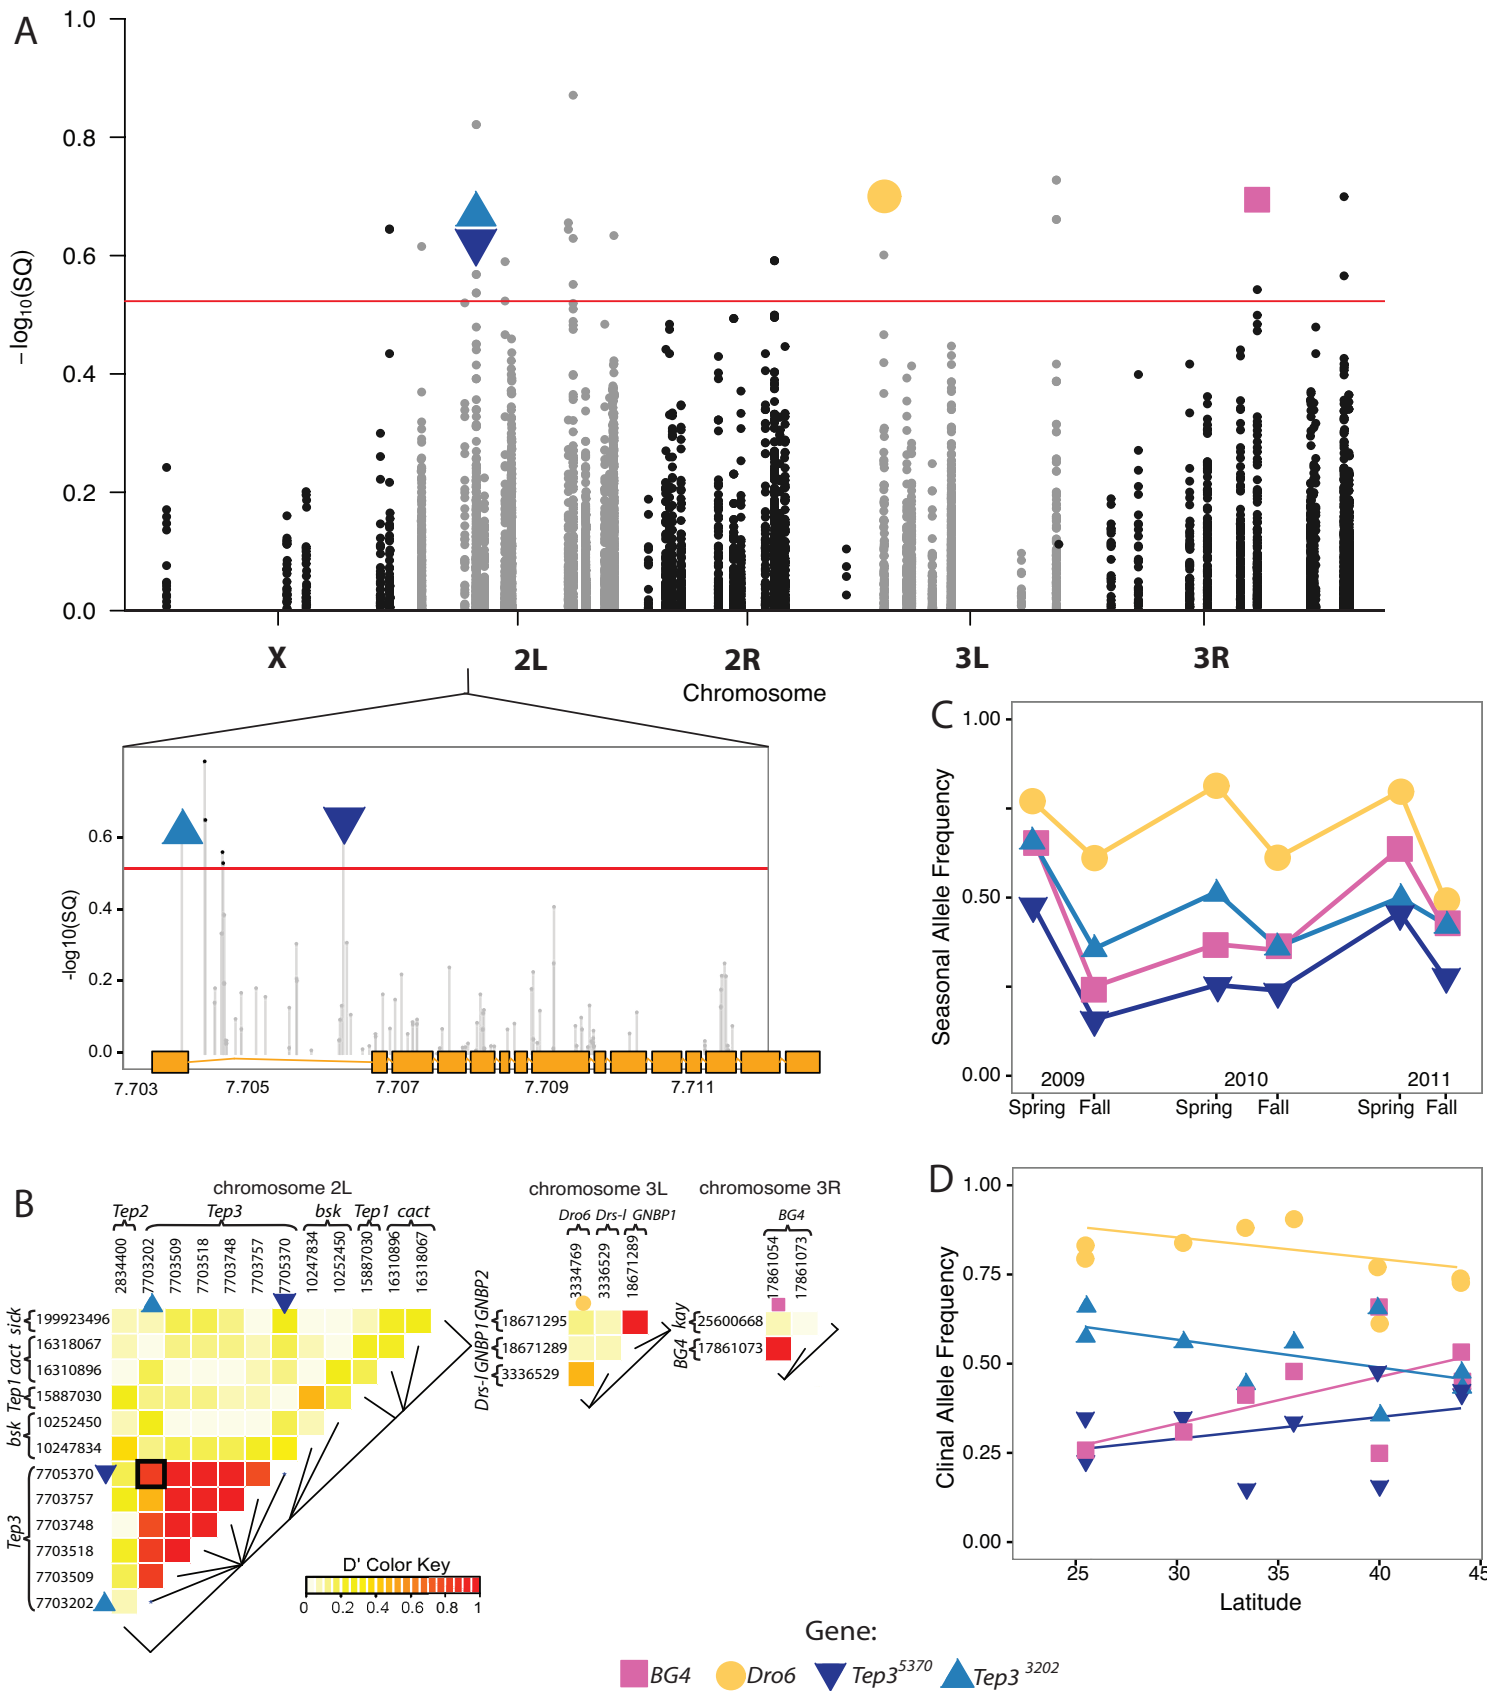 A
1.0
0.8
0.6
0.4
0.2
0.0
−log10(SQ)
X 2L 2R 3L 3R
Chromosome
0.6
0.4
0.2
0.0
-log10(SQ)
7.703 7.705 7.707 7.709 7.711
B
chromosome 2L
Tep2 Tep3 bsk Tep1 cact
2834400 7703202 7703509 7703518 7703748 7703757 7705370 10247834 10252450 15887030 16310896 16318067
sick 199923496
cact 16318067
16310896
Tep1 15887030
bsk 10252450
10247834
Tep3 7705370
7703757
7703748
7703518
7703509
7703202
D' Color Key
0 0.2 0.4 0.6 0.8 1
chromosome 3L
Dro6 Drs-l GNBP1
3334769 3336529 18671289
GNBP2 18671295
GNBP1 18671289
Drs-l 3336529
chromosome 3R
BG4
17861054 17861073
kay 25600668
BG4 17861073
C
Seasonal Allele Frequency
1.00
0.50
0.00
2009 2010 2011
Spring Fall Spring Fall Spring Fall
D
Clinal Allele Frequency
1.00
0.75
0.50
0.25
0.00
25 30 35 40 45
Latitude
Gene:
BG4 Dro6 Tep3 5370 Tep3 3202